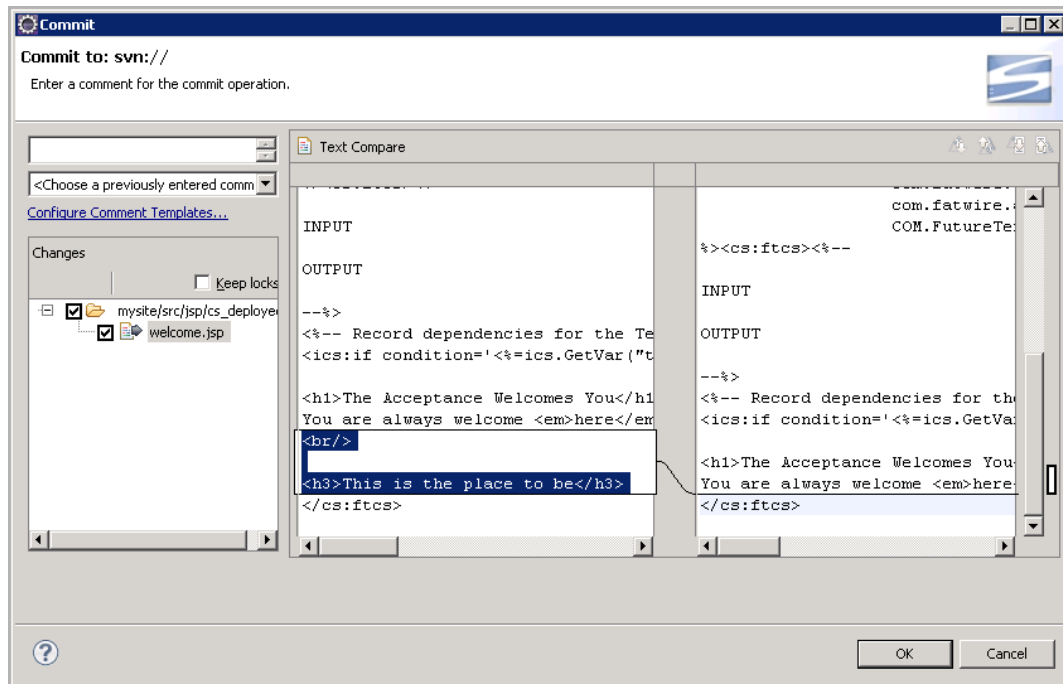 Commit
Commit to: svn://
Enter a comment for the commit operation.
<Choose a previously entered comm
Configure Comment Templates...
Changes
Keep locks
mysite/src/jsp/cs_deploye
welcome.jsp
Text Compare
INPUT
OUTPUT
--%>
<%-- Record dependencies for the Te
<ics:if condition='<%=ics.GetVar("t
<h1>The Acceptance Welcomes You</h1
You are always welcome <em>here</em
<br/>
<h3>This is the place to be</h3>
</cs:ftcs>
com.fatwire.
COM.FutureTe
%><cs:ftcs><%--
INPUT
OUTPUT
--%>
<%-- Record dependencies for th
<ics:if condition='<%=ics.GetVa
<h1>The Acceptance Welcomes You
You are always welcome <em>here
</cs:ftcs>
OK
Cancel